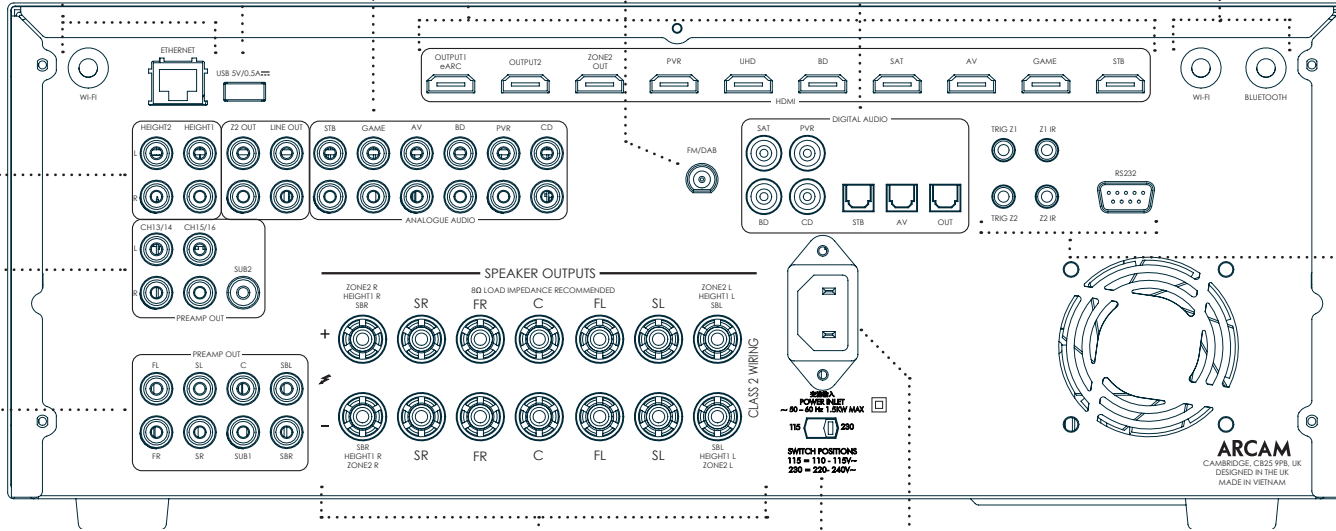 ETHERNET
USB 5V/0.5A
WI-FI
OUTPUT1
eARC
OUTPUT2
ZONE2
OUT
PVR
UHD
BD
SAT
AV
GAME
STB
HDMI
WI-FI
BLUETOOTH
HEIGHT2
HEIGHT1
Z2 OUT
LINE OUT
STB
GAME
AV
BD
PVR
CD
L
R
ANALOGUE AUDIO
FM/DAB
DIGITAL AUDIO
SAT
PVR
BD
CD
STB
AV
OUT
TRIG Z1
Z1 IR
TRIG Z2
Z2 IR
RS232
CH13/14
CH15/16
L
R
SUB2
PREAMP OUT
SPEAKER OUTPUTS
8Ω LOAD IMPEDANCE RECOMMENDED
ZONE2 R
HEIGHT1 R
SBR
SR
FR
C
FL
SL
ZONE2 L
HEIGHT1 L
SBL
+
–
SBR
HEIGHT1 R
ZONE2 R
SR
FR
C
FL
SL
SBL
HEIGHT1 L
ZONE2 L
CLASS 2 WIRING
PREAMP OUT
FL
SL
C
SBL
FR
SR
SUB1
SBR
POWER INLET
~ 50 – 60 Hz 1.5KW MAX
115
230
SWITCH POSITIONS
115 = 110 - 115V~
230 = 220- 240V~
ARCAM
CAMBRIDGE, CB25 9PB, UK
DESIGNED IN THE UK
MADE IN VIETNAM